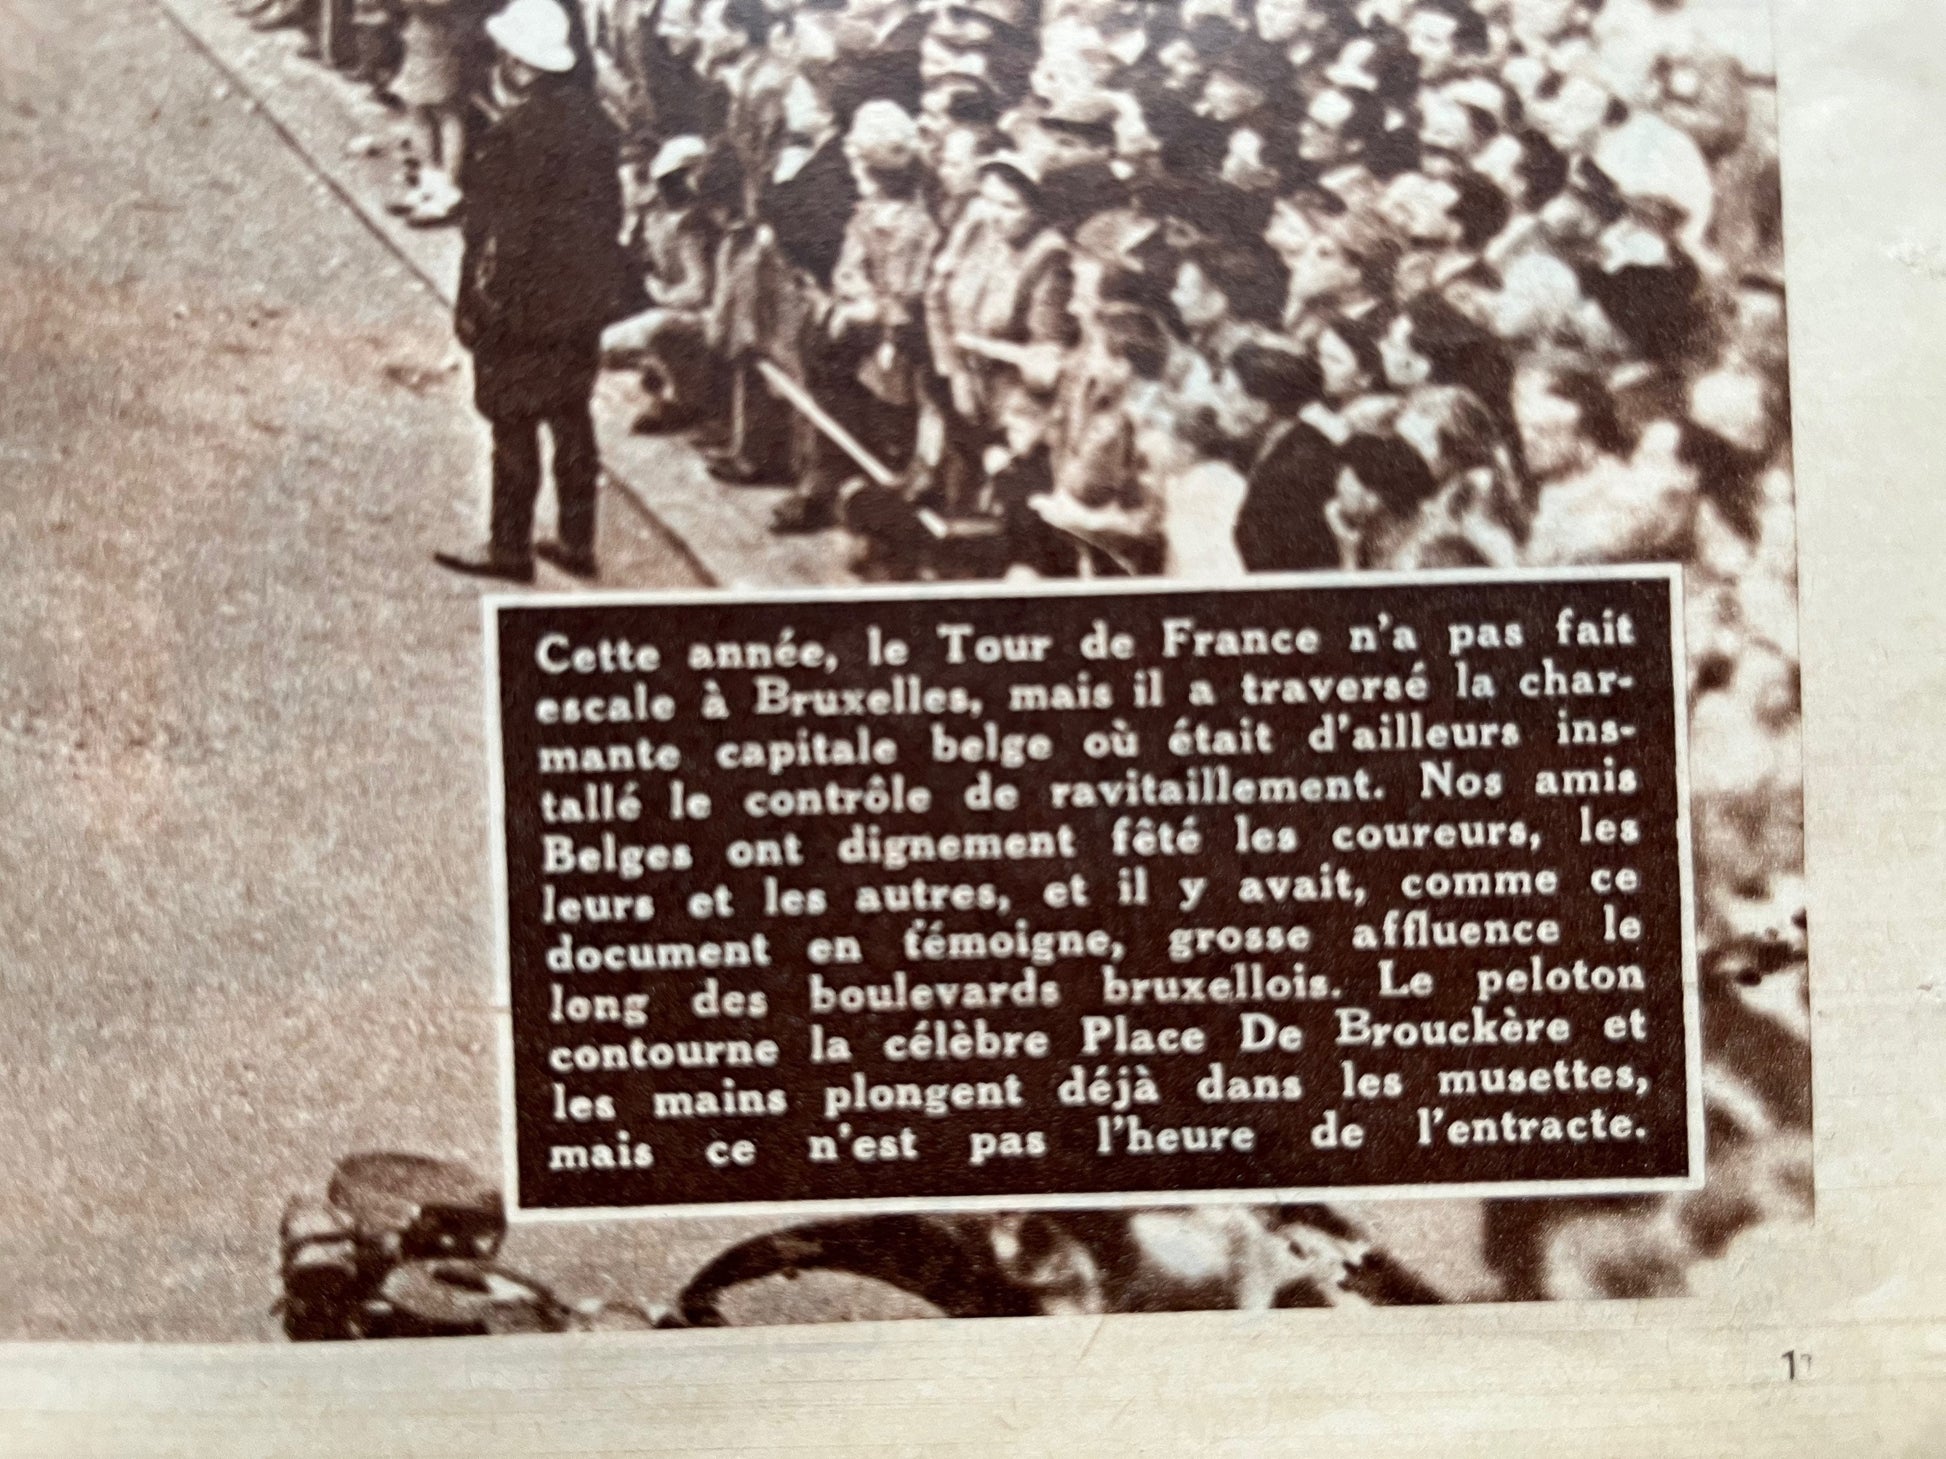 Cette année, le Tour de France n'a pas fait
escale à Bruxelles, mais il a traversé la char-
mante capitale belge où était d'ailleurs ins-
tallé le contrôle de ravitaillement. Nos amis
Belges ont dignement fêté les coureurs, les
leurs et les autres, et il y avait, comme ce
document en témoigne, grosse affluence le
long des boulevards bruxellois. Le peloton
contourne la célèbre Place De Brouckère et
les mains plongent déjà dans les musettes,
mais ce n'est pas l'heure de l'entracte.